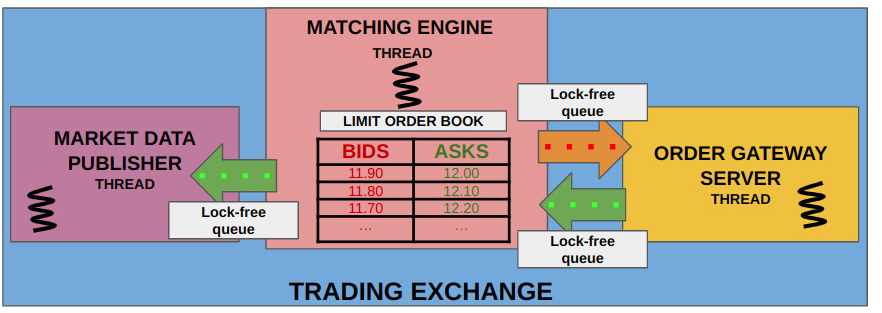 MATCHING ENGINE
THREAD
LIMIT ORDER BOOK
BIDS ASKS
11.90 12.00
11.80 12.10
11.70 12.20
... ...
MARKET DATA
PUBLISHER
THREAD
Lock-free
queue
Lock-free
queue
ORDER GATEWAY
SERVER
THREAD
Lock-free
queue
TRADING EXCHANGE